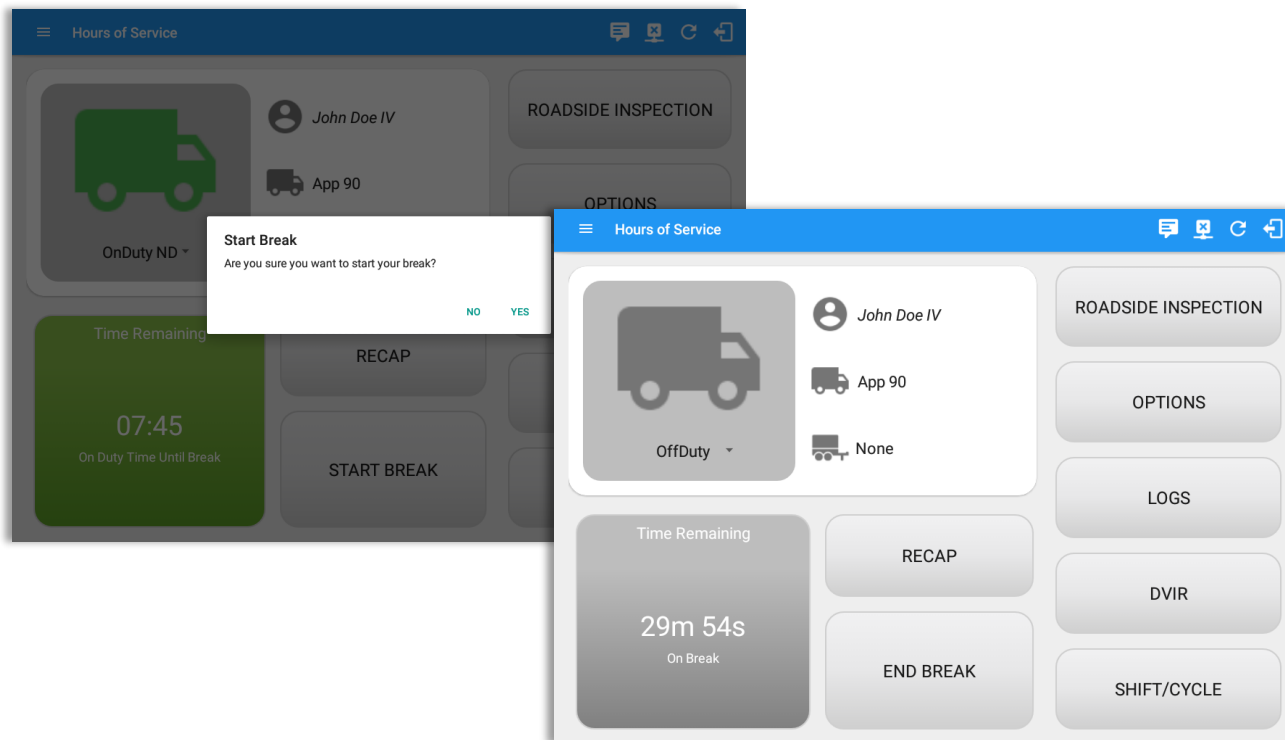 Hours of Service
John Doe IV
ROADSIDE INSPECTION
App 90
OPTIONS
OnDuty ND
Start Break
Are you sure you want to start your break?
NO YES
Time Remaining
07:45
On Duty Time Until Break
RECAP
START BREAK
Hours of Service
John Doe IV
App 90
None
OffDuty
ROADSIDE INSPECTION
OPTIONS
LOGS
DVIR
SHIFT/CYCLE
Time Remaining
29m 54s
On Break
RECAP
END BREAK